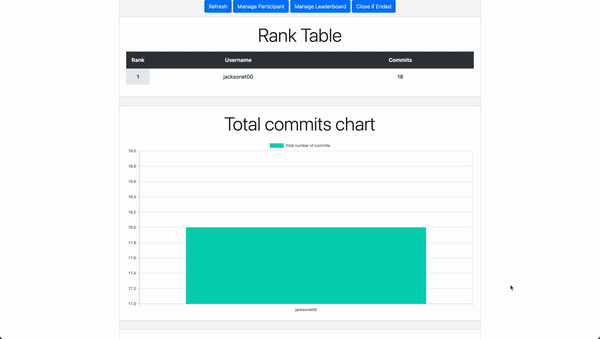 Refresh Manage Participant Manage Leaderboard Close if Ended
Rank Table
Rank Username Commits
1 jacksonet00 18
Total commits chart
Total number of commits
19.0
18.8
18.6
18.4
18.2
18.0
17.8
17.6
17.4
17.2
17.0
jacksonet00